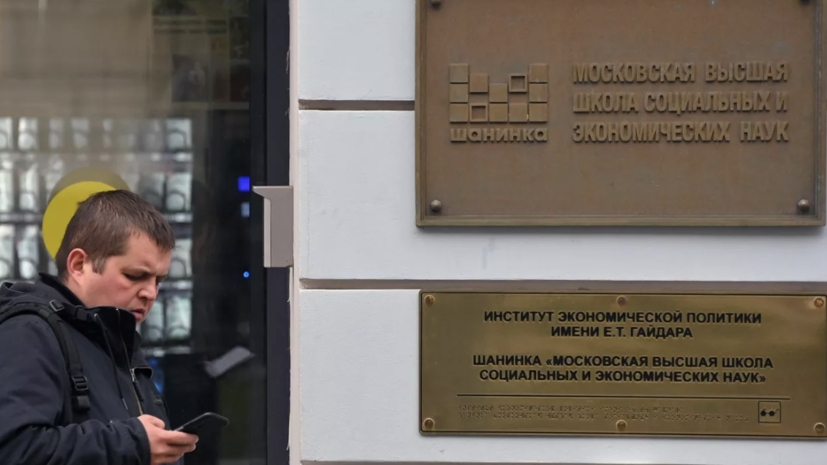 МОСКОВСКАЯ ВЫСШАЯ
ШКОЛА СОЦИАЛЬНЫХ И
ЭКОНОМИЧЕСКИХ НАУК
ШАНИНКА
ИНСТИТУТ ЭКОНОМИЧЕСКОЙ ПОЛИТИКИ
ИМЕНИ Е.Т. ГАЙДАРА
ШАНИНКА «МОСКОВСКАЯ ВЫСШАЯ ШКОЛА
СОЦИАЛЬНЫХ И ЭКОНОМИЧЕСКИХ НАУК»